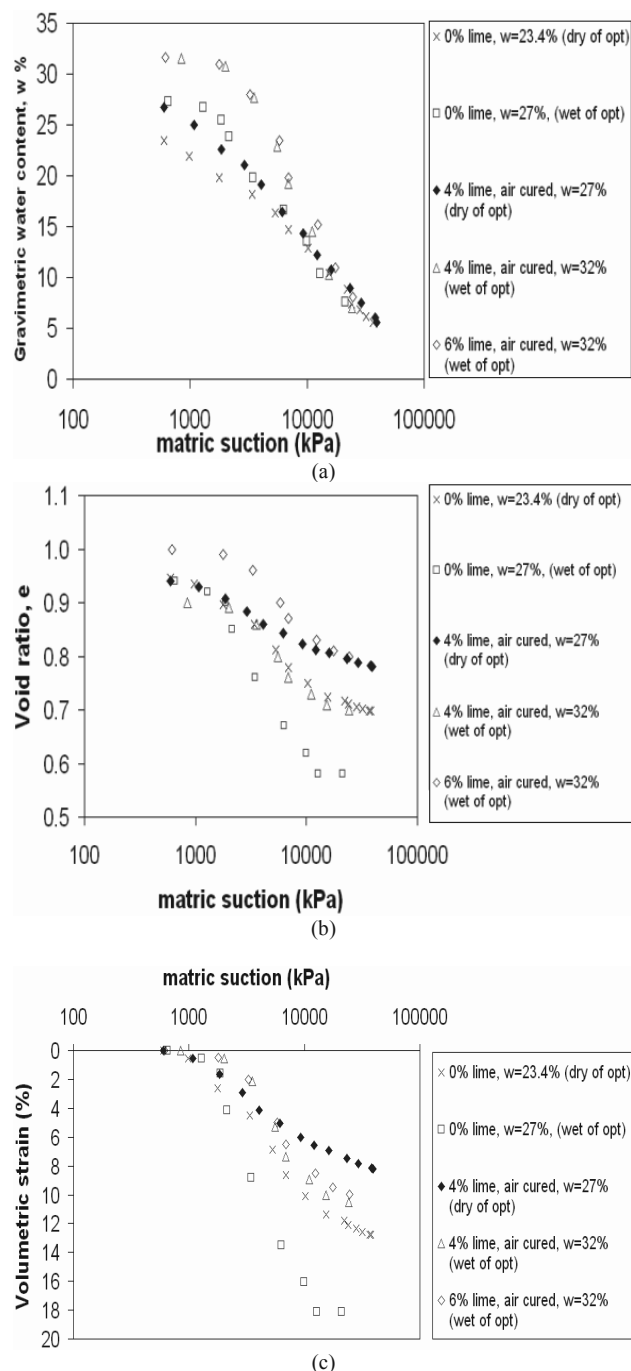 Gravimetric water content, w %
35
30
25
20
15
10
5
0
100 1000 10000 100000
matric suction (kPa)
0% lime, w=23.4% (dry of opt)
0% lime, w=27%, (wet of opt)
4% lime, air cured, w=27%
(dry of opt)
4% lime, air cured, w=32%
(wet of opt)
6% lime, air cured, w=32%
(wet of opt)
(a)
Void ratio, e
1.1
1.0
0.9
0.8
0.7
0.6
0.5
100 1000 10000 100000
matric suction (kPa)
0% lime, w=23.4% (dry of opt)
0% lime, w=27%, (wet of opt)
4% lime, air cured, w=27%
(dry of opt)
4% lime, air cured, w=32%
(wet of opt)
6% lime, air cured, w=32%
(wet of opt)
(b)
matric suction (kPa)
100 1000 10000 100000
Volumetric strain (%)
0
2
4
6
8
10
12
14
16
18
20
0% lime, w=23.4% (dry of opt)
0% lime, w=27%, (wet of opt)
4% lime, air cured, w=27%
(dry of opt)
4% lime, air cured, w=32%
(wet of opt)
6% lime, air cured, w=32%
(wet of opt)
(c)